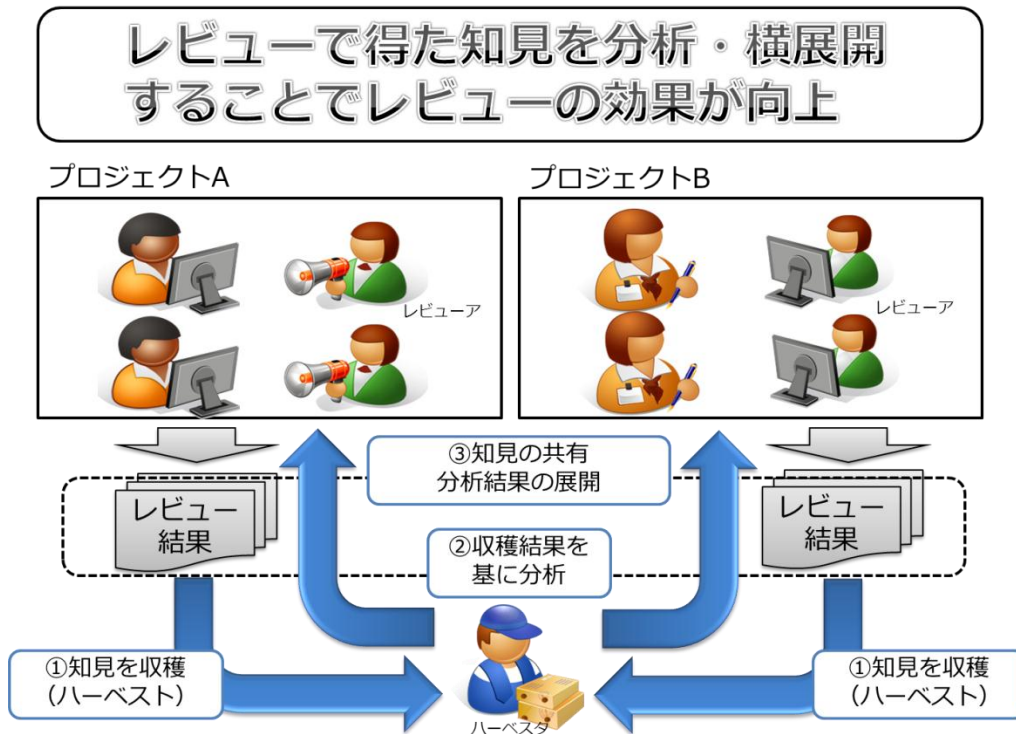 レビューで得た知見を分析・横展開
することでレビューの効果が向上
プロジェクトA
プロジェクトB
レビューア
レビューア
③知見の共有
分析結果の展開
レビュー
結果
レビュー
結果
②収穫結果を
基に分析
①知見を収穫
(ハーベスト)
①知見を収穫
(ハーベスト)
ハーベスタ